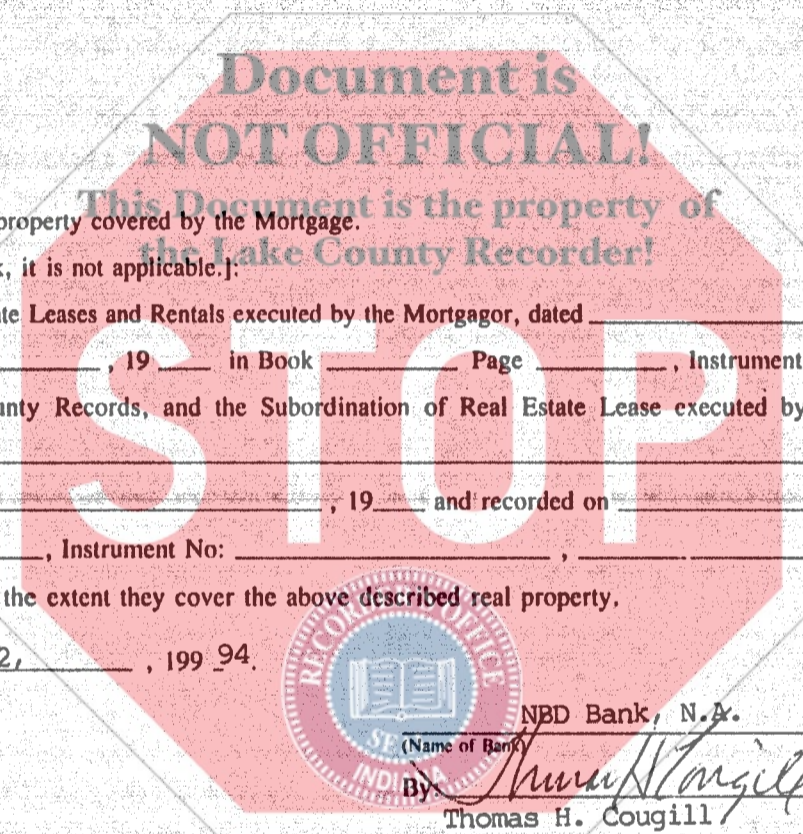 Document is
NOT OFFICIAL!
This Document is the property of
the Lake County Recorder!
STOP
property covered by the Mortgage.
, it is not applicable.]:
te Leases and Rentals executed by the Mortgagor, dated
, 19 in Book Page , Instrument
unty Records, and the Subordination of Real Estate Lease executed by
, 19 and recorded on
, Instrument No: ,
the extent they cover the above described real property.
2, , 199 94.
NBD Bank, N.A.
(Name of Bank)
By:
Thomas H. Cougill
RECORDER'S OFFICE
SEAL
INDIANA